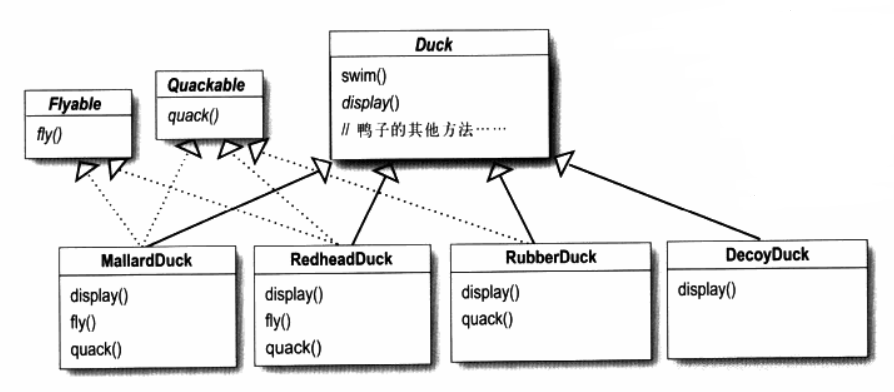 Duck
swim()
display()
// 鸭子的其他方法……
Quackable
quack()
Flyable
fly()
MallardDuck
display()
fly()
quack()
RedheadDuck
display()
fly()
quack()
RubberDuck
display()
quack()
DecoyDuck
display()